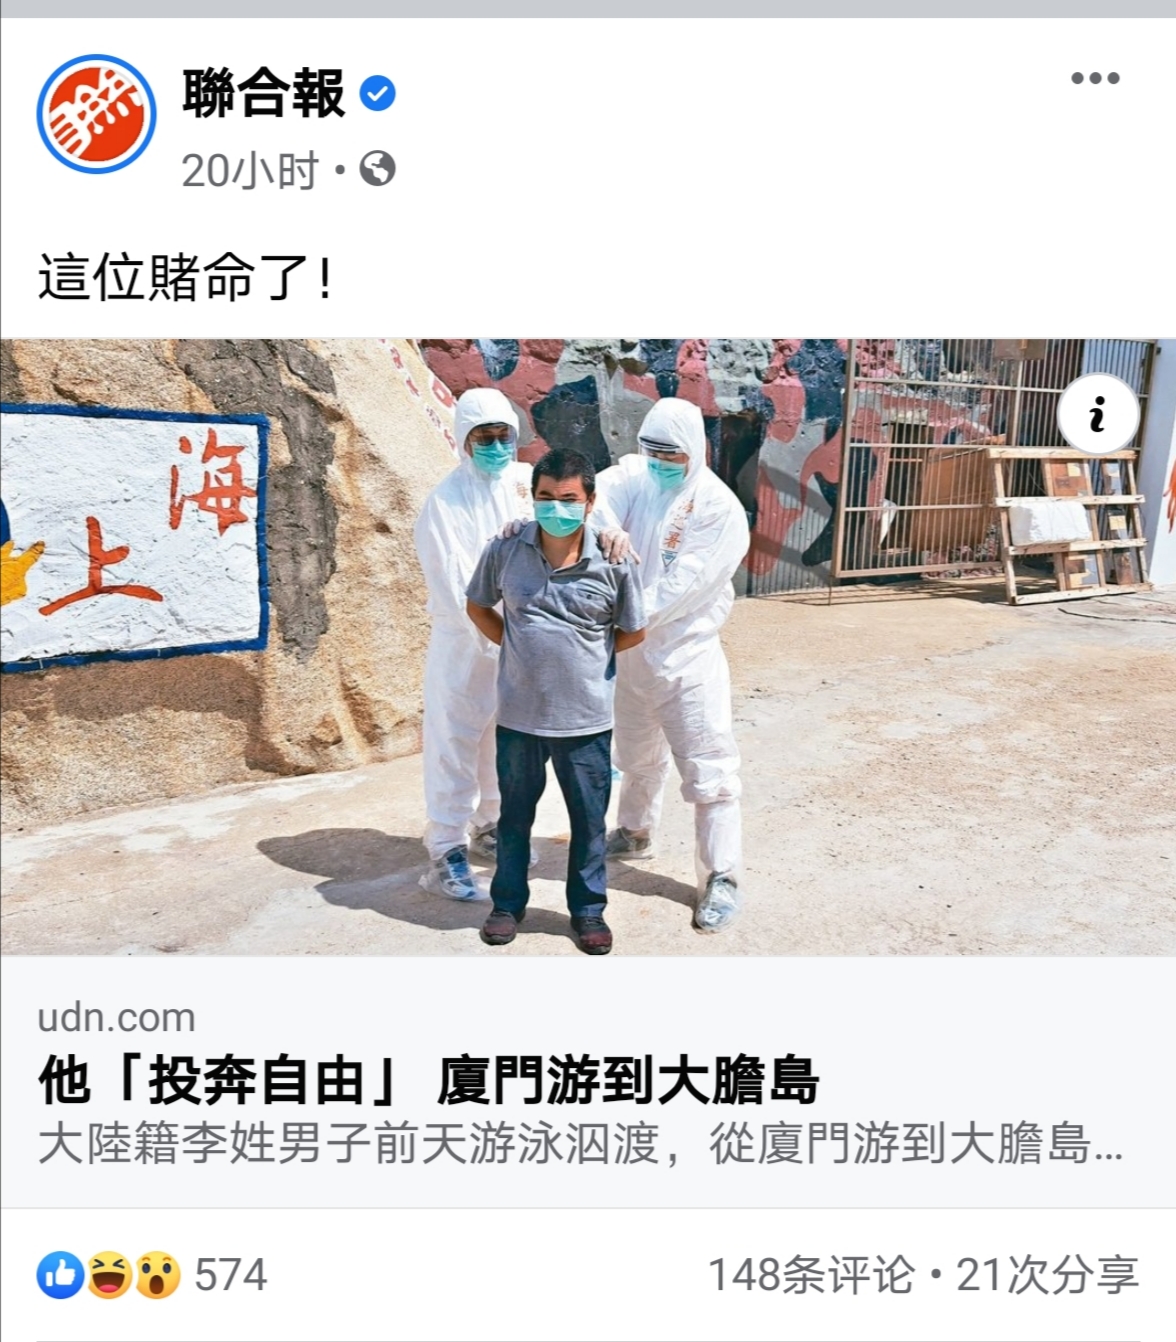 聯合報
20小时
這位賭命了!
海
上
udn.com
他「投奔自由」 廈門游到大膽島
大陸籍李姓男子前天游泳泅渡，從廈門游到大膽島...
574
148条评论 • 21次分享